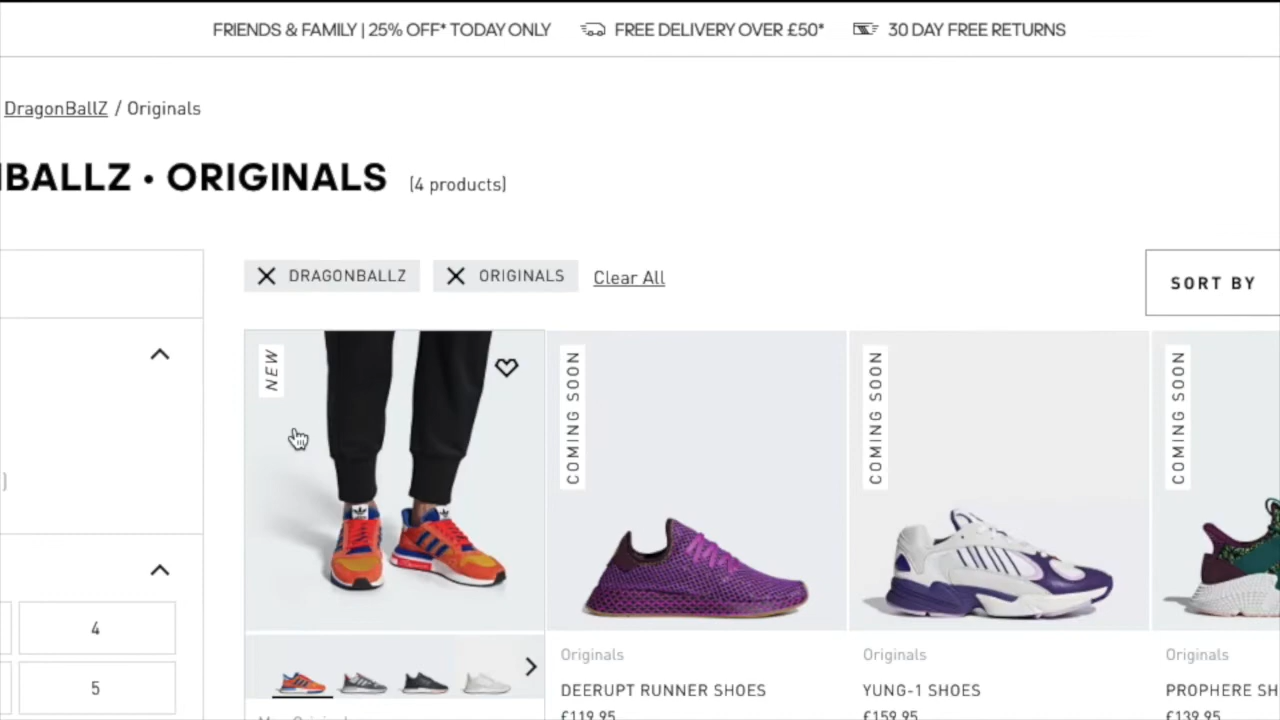 FRIENDS & FAMILY | 25% OFF* TODAY ONLY
FREE DELIVERY OVER £50*
30 DAY FREE RETURNS
DragonBallZ / Originals
BALLZ • ORIGINALS
[4 products]
DRAGONBALLZ
ORIGINALS
Clear All
SORT BY
NEW
COMING SOON
COMING SOON
COMING SOON
4
5
Originals
Originals
Originals
DEERUPT RUNNER SHOES
YUNG-1 SHOES
PROPHERE SH
£119.95
£159.95
£139.95